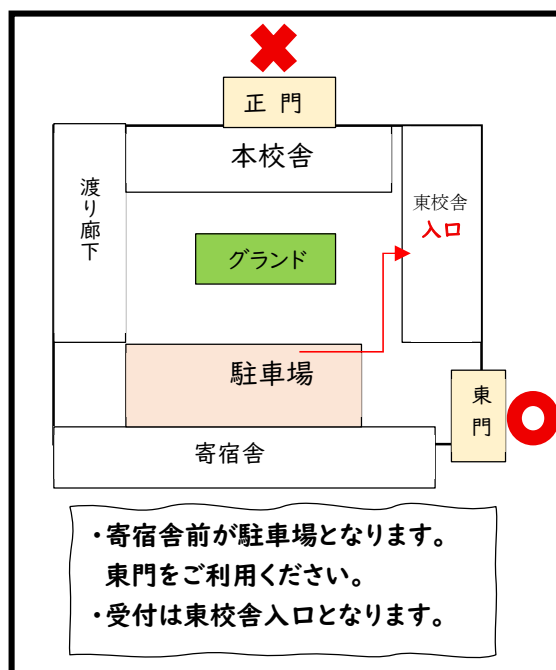 正 門
本校舎
渡り廊下
東校舎
入口
グランド
駐車場
東門
寄宿舎
・寄宿舎前が駐車場となります。
東門をご利用ください。
・受付は東校舎入口となります。